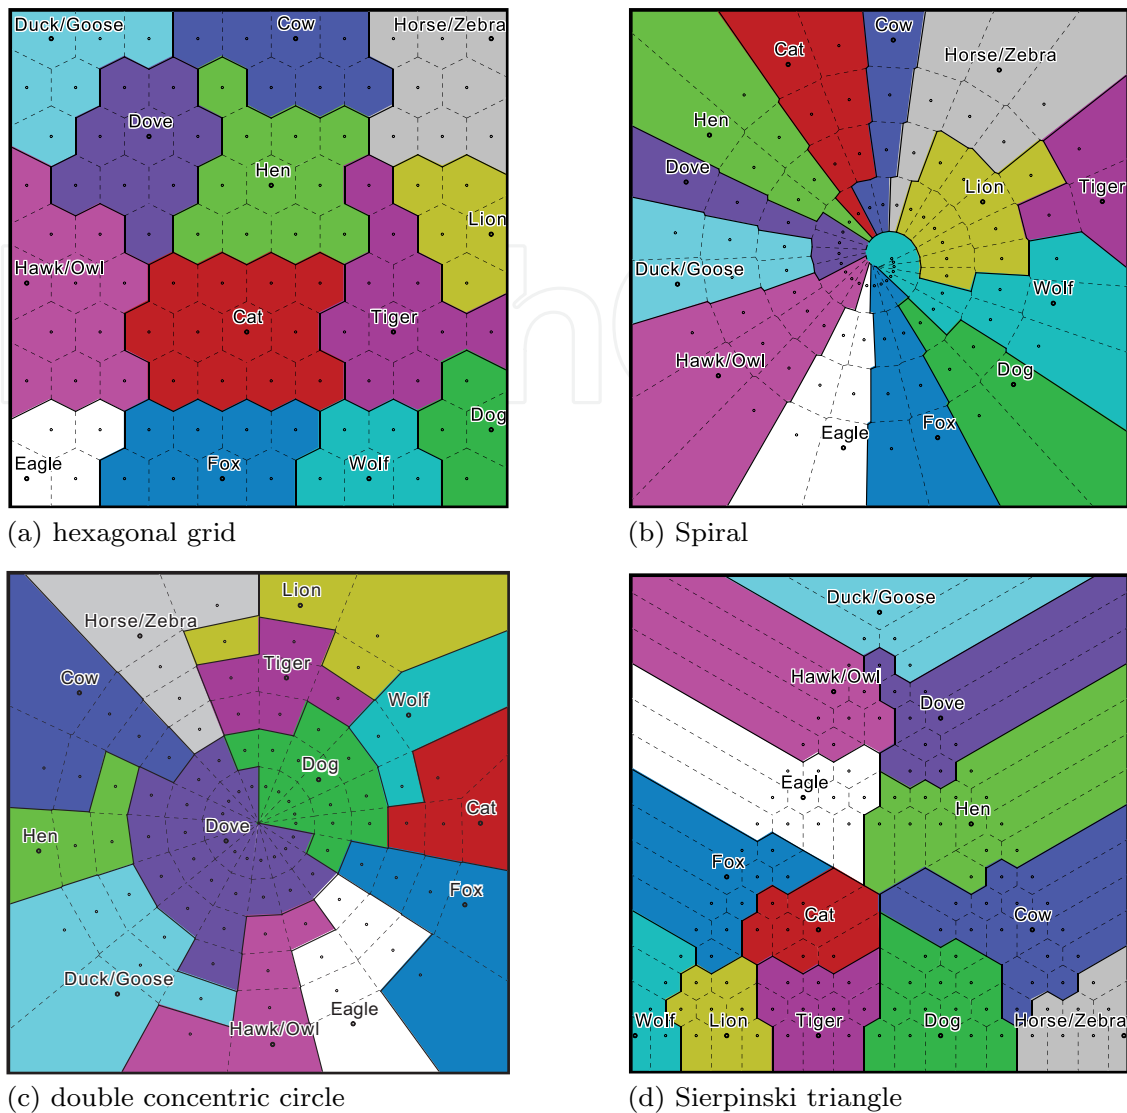 Duck/Goose Cow Horse/Zebra
Dove
Hen
Lion
Hawk/Owl
Cat Tiger
Dog
Eagle Fox Wolf
(a) hexagonal grid
Cow
Cat Horse/Zebra
Hen
Dove Lion Tiger
Duck/Goose
Wolf
Hawk/Owl Dog
Eagle Fox
(b) Spiral
Lion
Horse/Zebra
Tiger
Cow
Wolf
Dog
Cat
Dove
Hen
Fox
Duck/Goose
Eagle
Hawk/Owl
(c) double concentric circle
Duck/Goose
Hawk/Owl
Dove
Eagle
Hen
Fox
Cat Cow
Wolf Lion Tiger Dog Horse/Zebra
(d) Sierpinski triangle